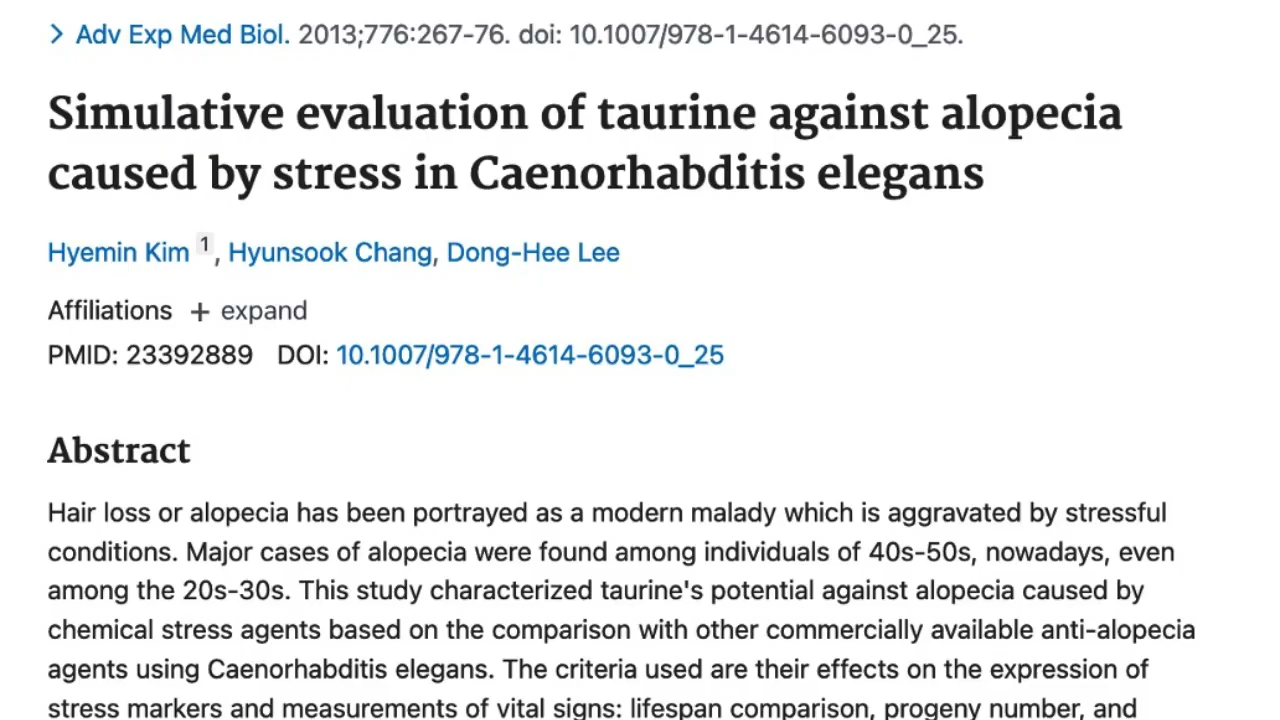 > Adv Exp Med Biol. 2013;776:267-76. doi: 10.1007/978-1-4614-6093-0_25.
Simulative evaluation of taurine against alopecia
caused by stress in Caenorhabditis elegans
Hyemin Kim 1, Hyunsook Chang, Dong-Hee Lee
Affiliations + expand
PMID: 23392889 DOI: 10.1007/978-1-4614-6093-0_25
Abstract
Hair loss or alopecia has been portrayed as a modern malady which is aggravated by stressful
conditions. Major cases of alopecia were found among individuals of 40s-50s, nowadays, even
among the 20s-30s. This study characterized taurine's potential against alopecia caused by
chemical stress agents based on the comparison with other commercially available anti-alopecia
agents using Caenorhabditis elegans. The criteria used are their effects on the expression of
stress markers and measurements of vital signs: lifespan comparison, progeny number, and